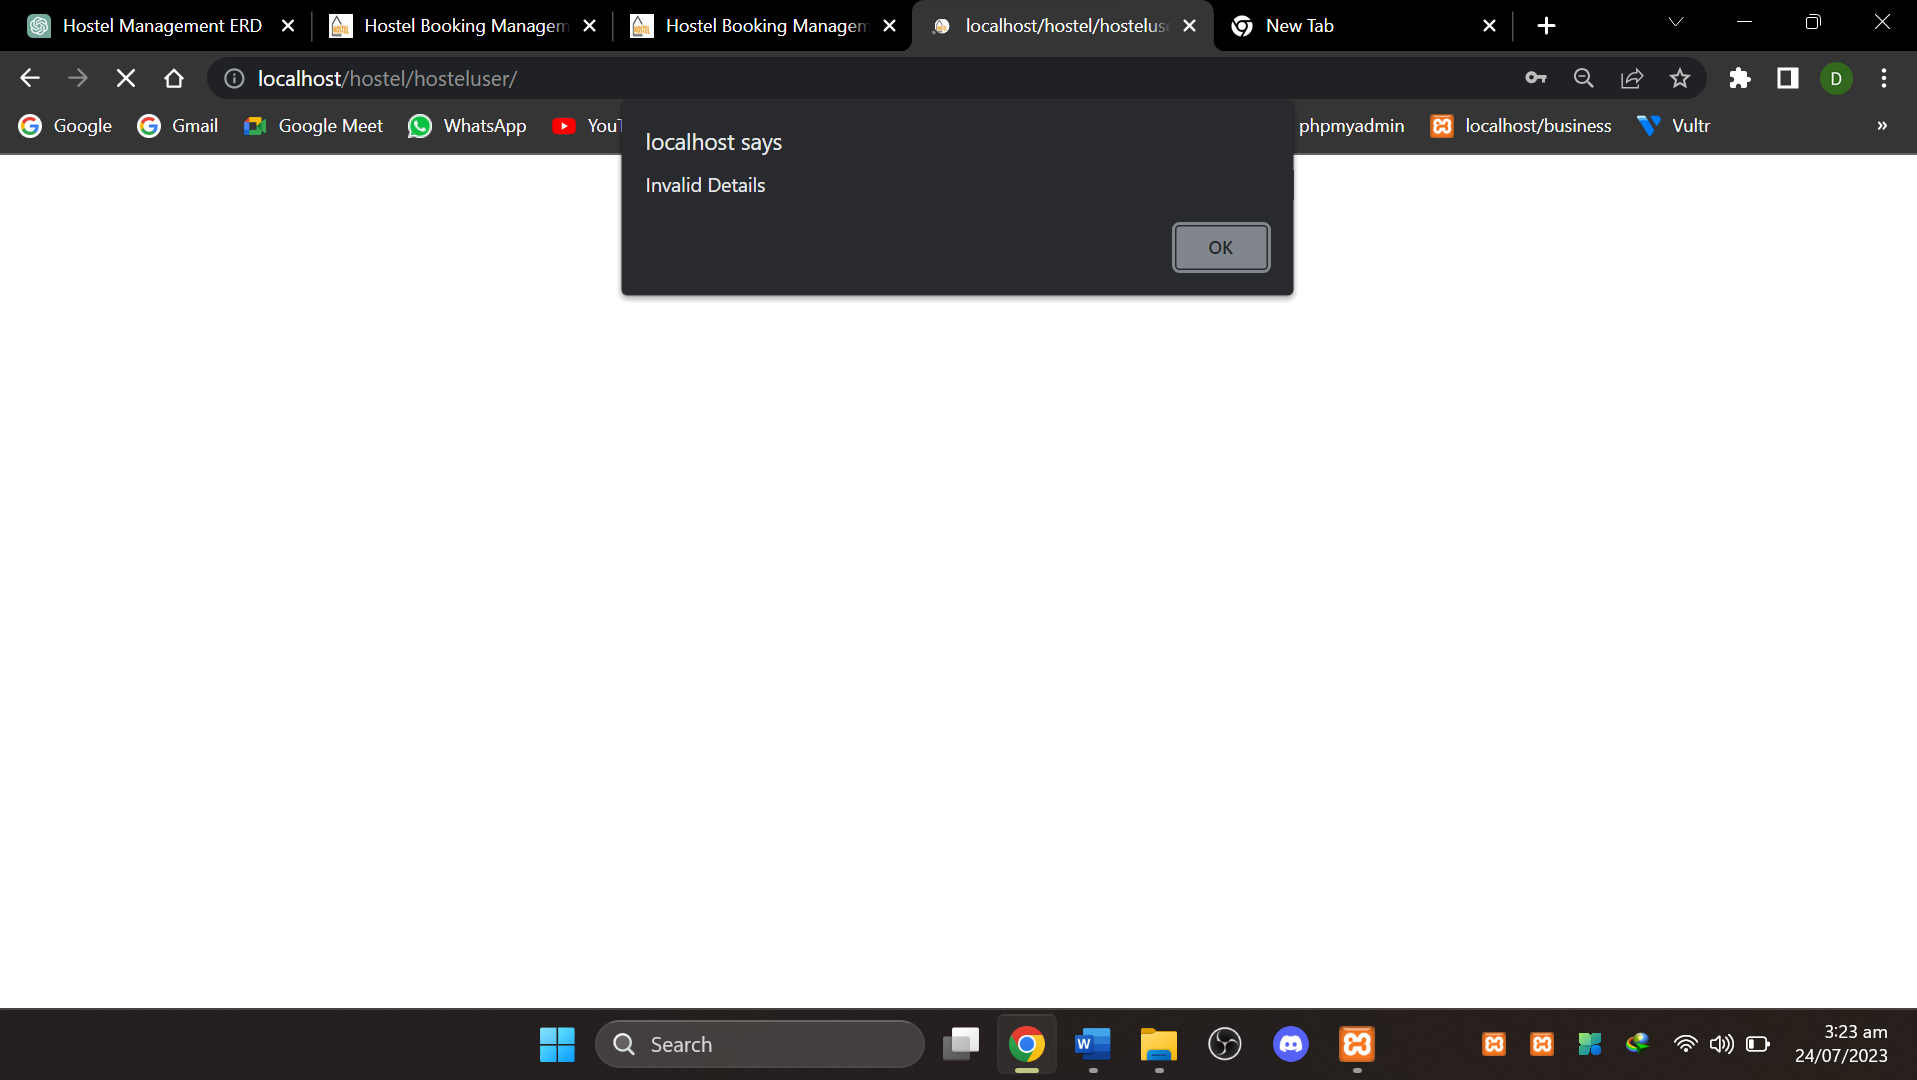 Hostel Management ERD
Hostel Booking Managem
Hostel Booking Managem
localhost/hostel/hosteluse
New Tab
localhost/hostel/hosteluser/
D
Google
Gmail
Google Meet
WhatsApp
YouT
phpmyadmin
localhost/business
Vultr
»
localhost says
Invalid Details
OK
Search
3:23 am
24/07/2023